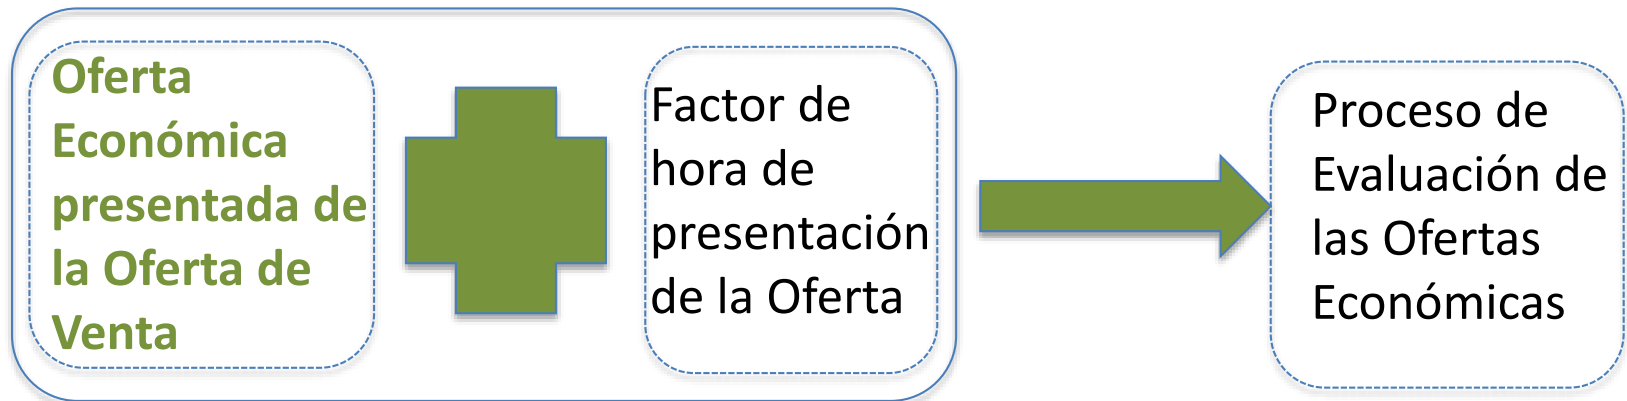 Oferta
Económica
presentada de
la Oferta de
Venta
Factor de
hora de
presentación
de la Oferta
Proceso de
Evaluación de
las Ofertas
Económicas